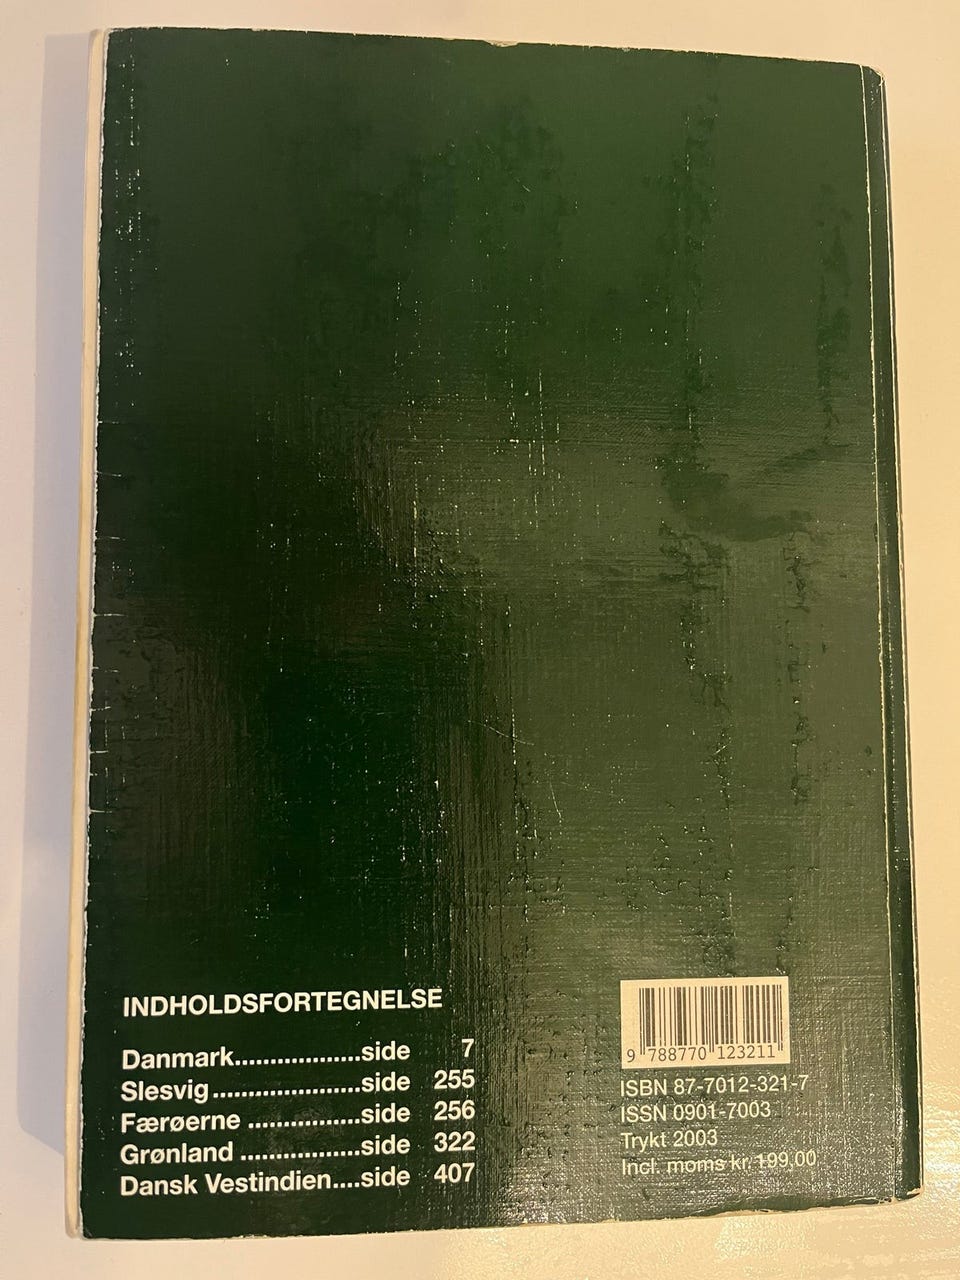 INDHOLDSFORTEGNELSE
Danmark..................side 7
Slesvig.....................side 255
Færøerne ................side 256
Grønland .................side 322
Dansk Vestindien....side 407
9 788770 123211
ISBN 87-7012-321-7
ISSN 0901-7003
Trykt 2003
Incl. moms kr. 199,00